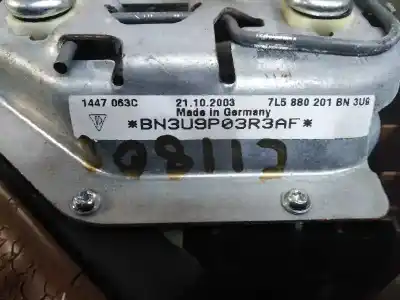 1447 063C 21.10.2003 7L5 880 201 BN 3U9
Made in Germany
*BN3U9P03R3AF*